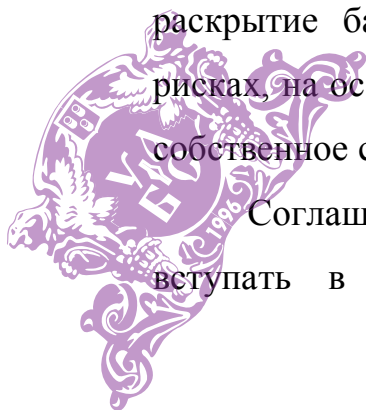 раскрытие ба
рисках, на ос
собственное с
Соглаш
вступать в
1996